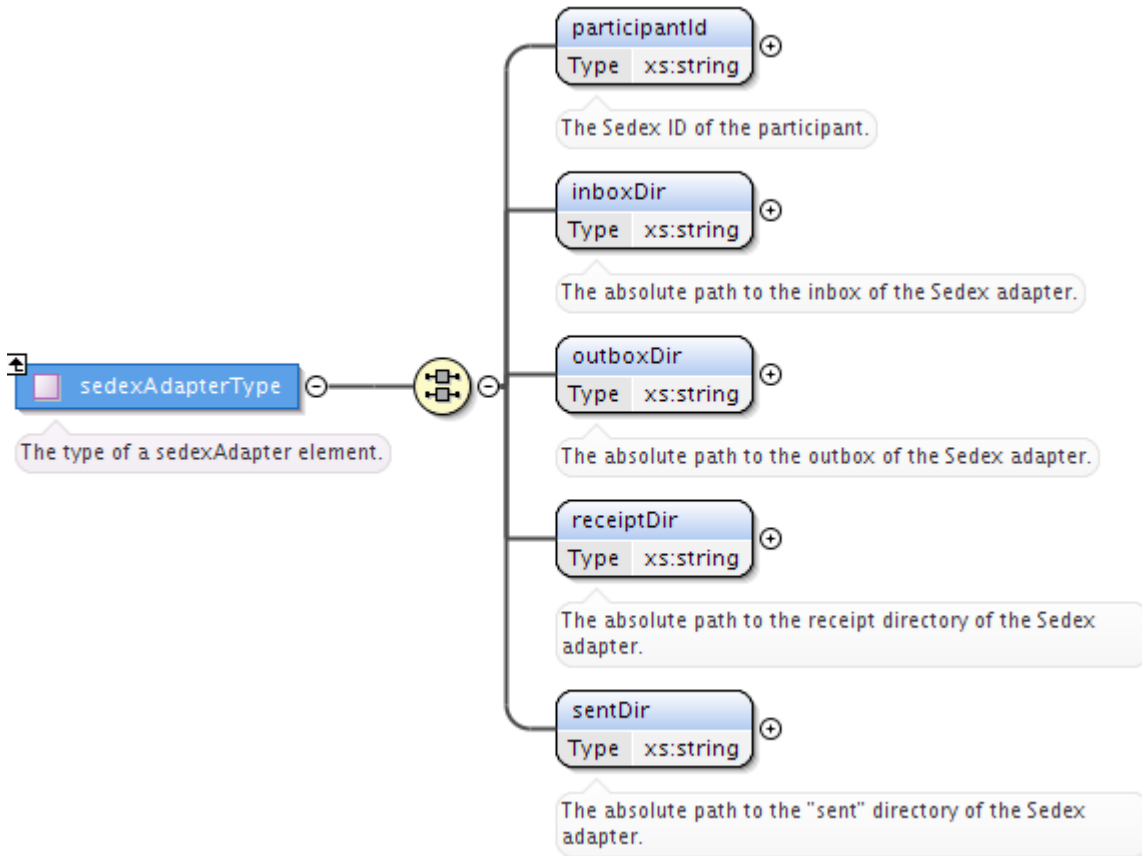 participantId
Type xs:string
The Sedex ID of the participant.
inboxDir
Type xs:string
The absolute path to the inbox of the Sedex adapter.
outboxDir
Type xs:string
The absolute path to the outbox of the Sedex adapter.
sedexAdapterType
The type of a sedexAdapter element.
receiptDir
Type xs:string
The absolute path to the receipt directory of the Sedex
adapter.
sentDir
Type xs:string
The absolute path to the "sent" directory of the Sedex
adapter.